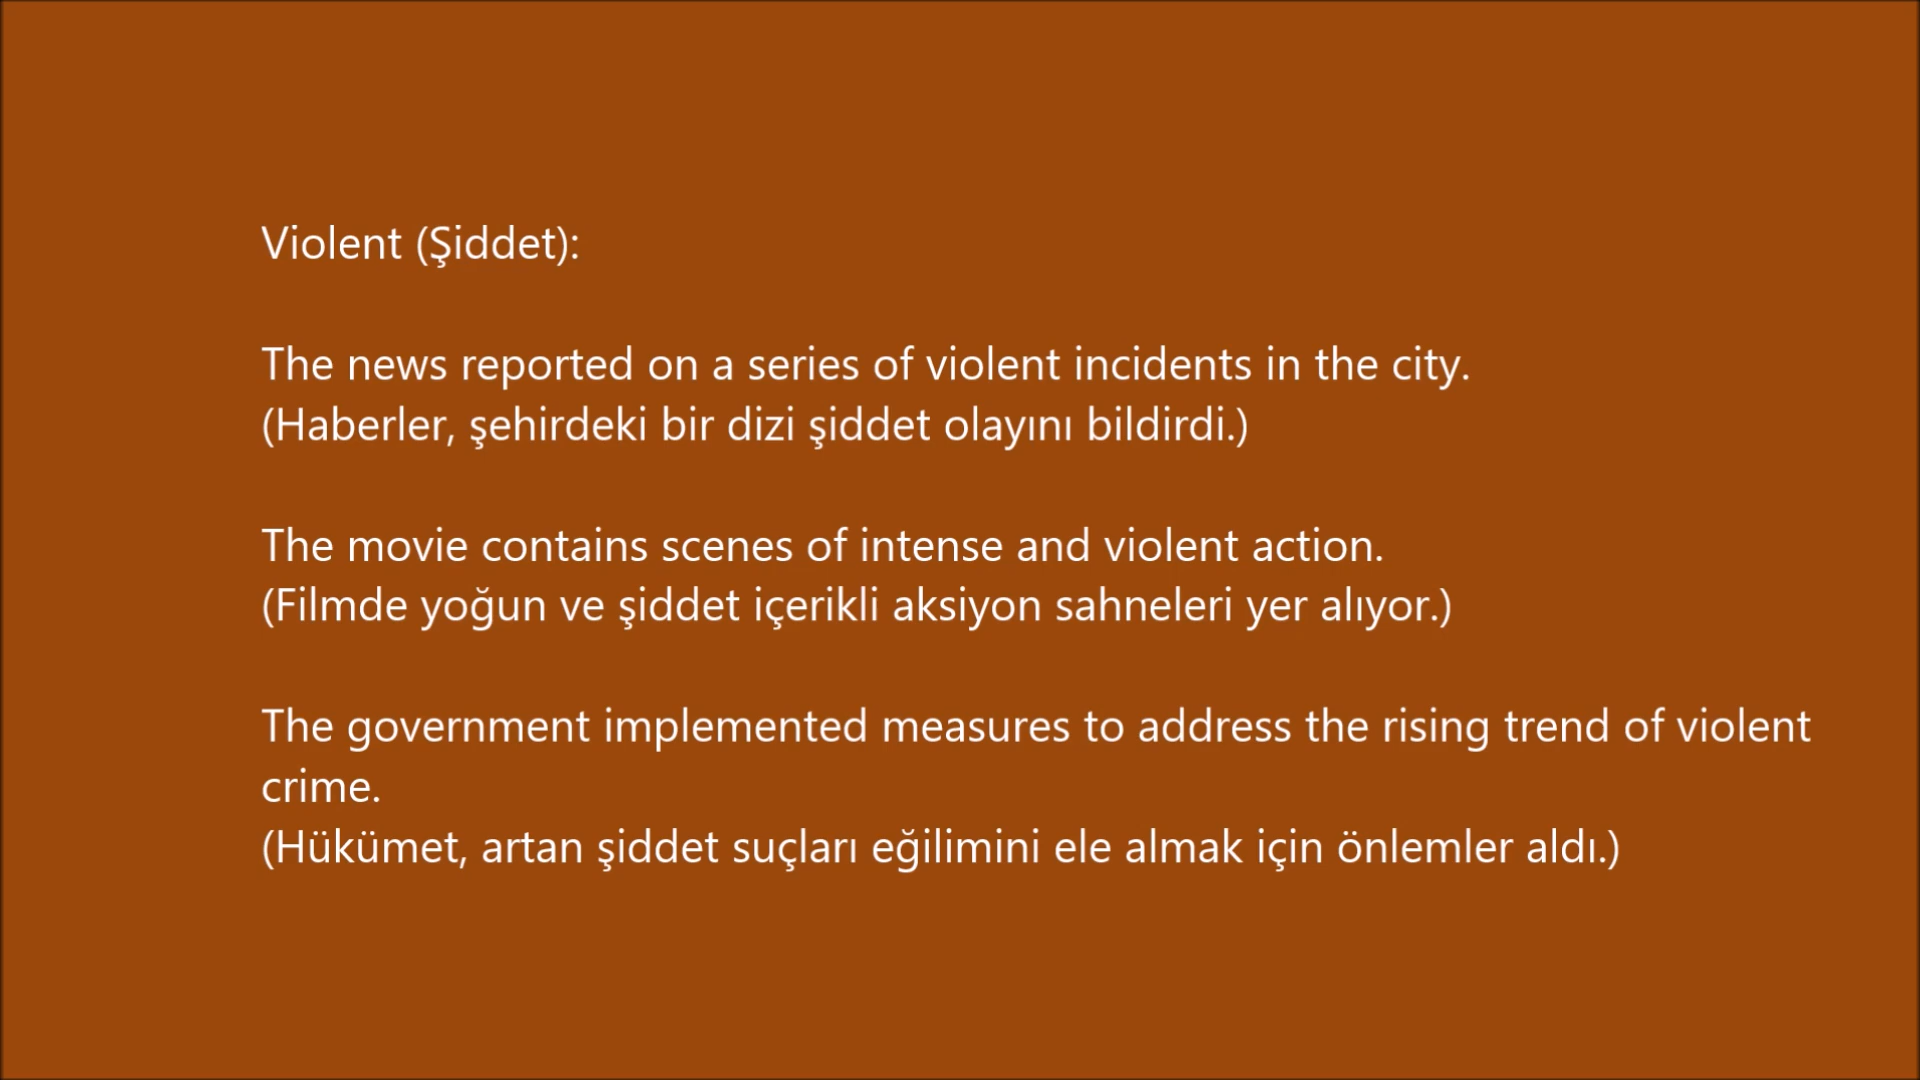 Violent (Şiddet):
The news reported on a series of violent incidents in the city.
(Haberler, şehirdeki bir dizi şiddet olayını bildirdi.)
The movie contains scenes of intense and violent action.
(Filmde yoğun ve şiddet içerikli aksiyon sahneleri yer alıyor.)
The government implemented measures to address the rising trend of violent
crime.
(Hükümet, artan şiddet suçları eğilimini ele almak için önlemler aldı.)